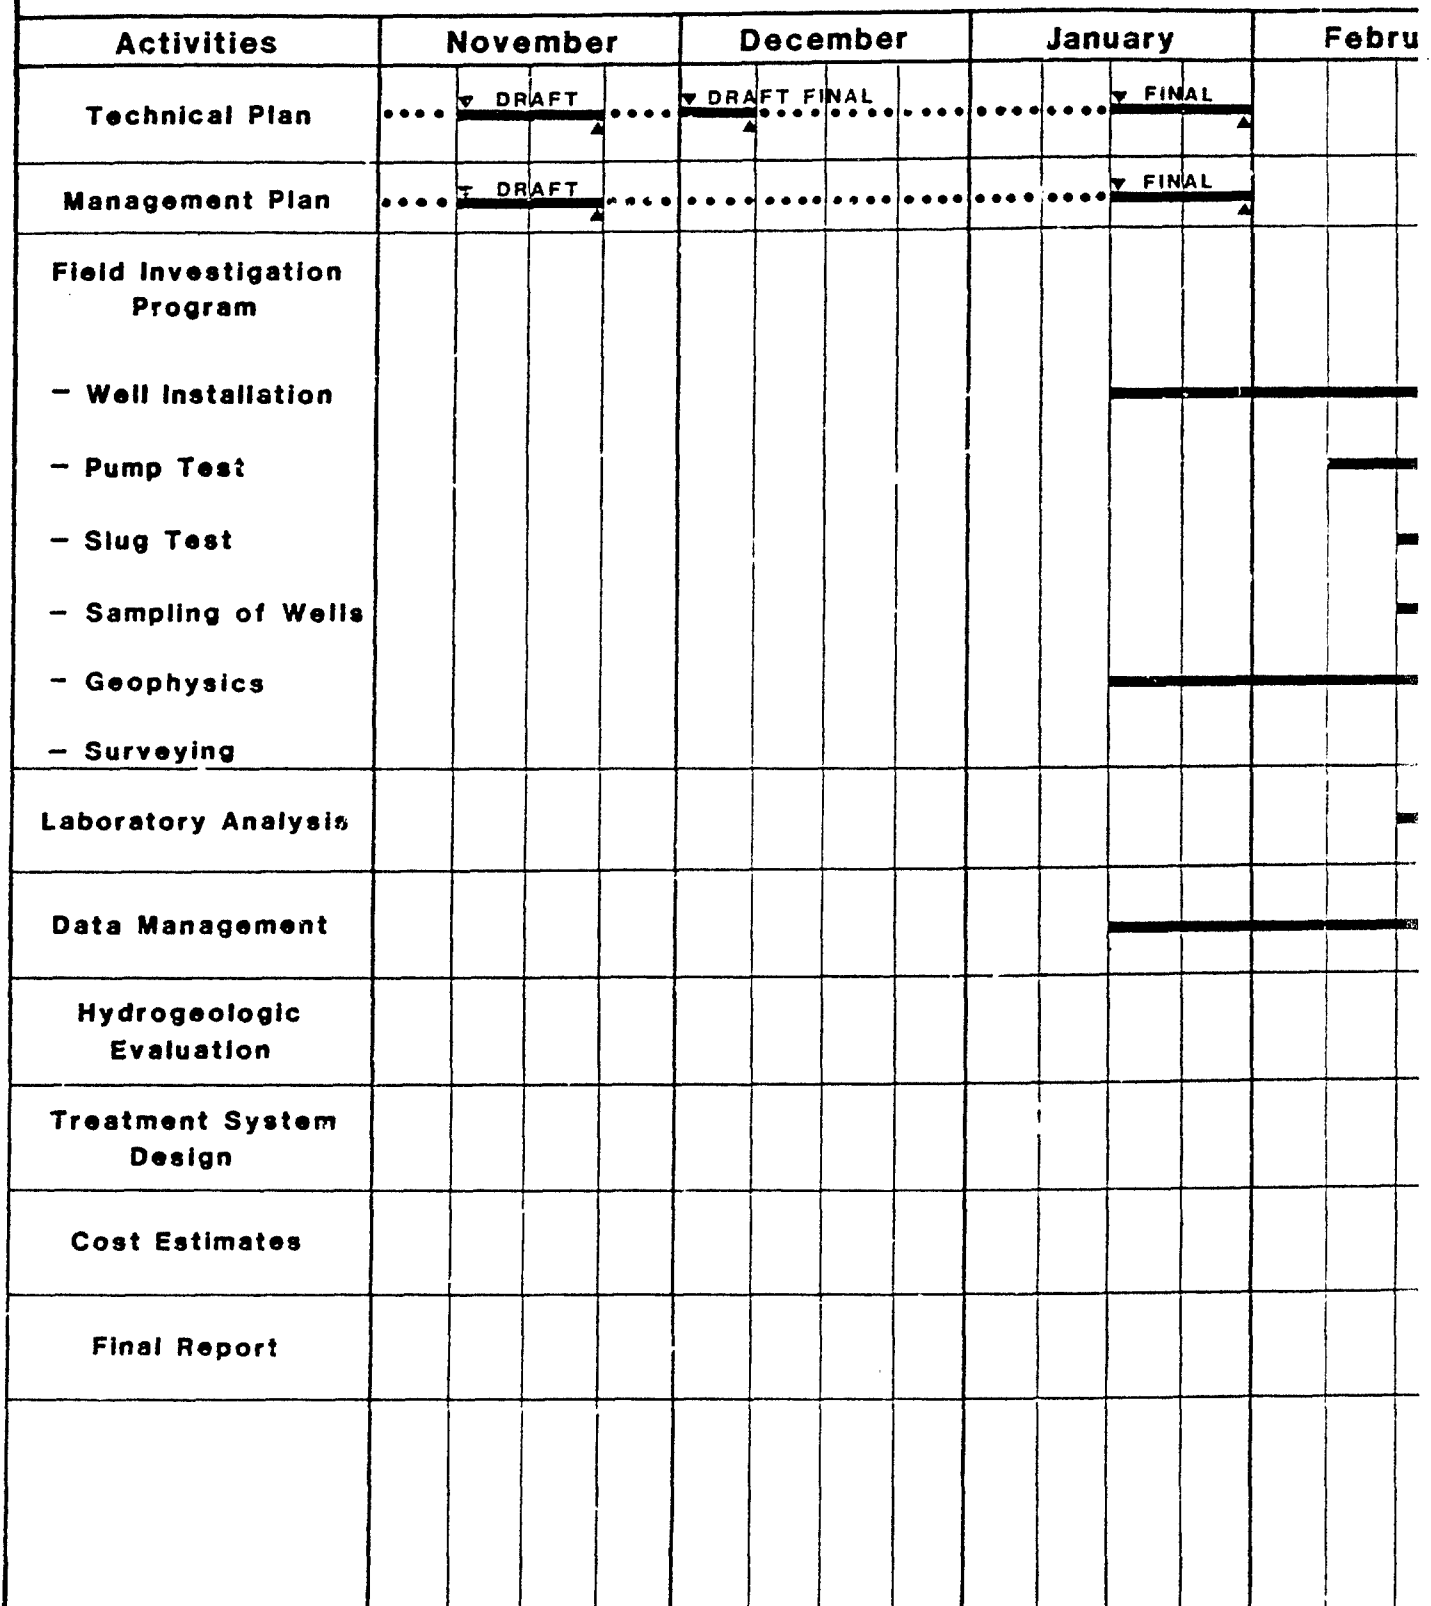 Activities November December January Febru
Technical Plan DRAFT DRAFT FINAL FINAL
Management Plan DRAFT FINAL
Field Investigation
Program
- Well Installation
- Pump Test
- Slug Test
- Sampling of Wells
- Geophysics
- Surveying
Laboratory Analysis
Data Management
Hydrogeologic
Evaluation
Treatment System
Design
Cost Estimates
Final Report